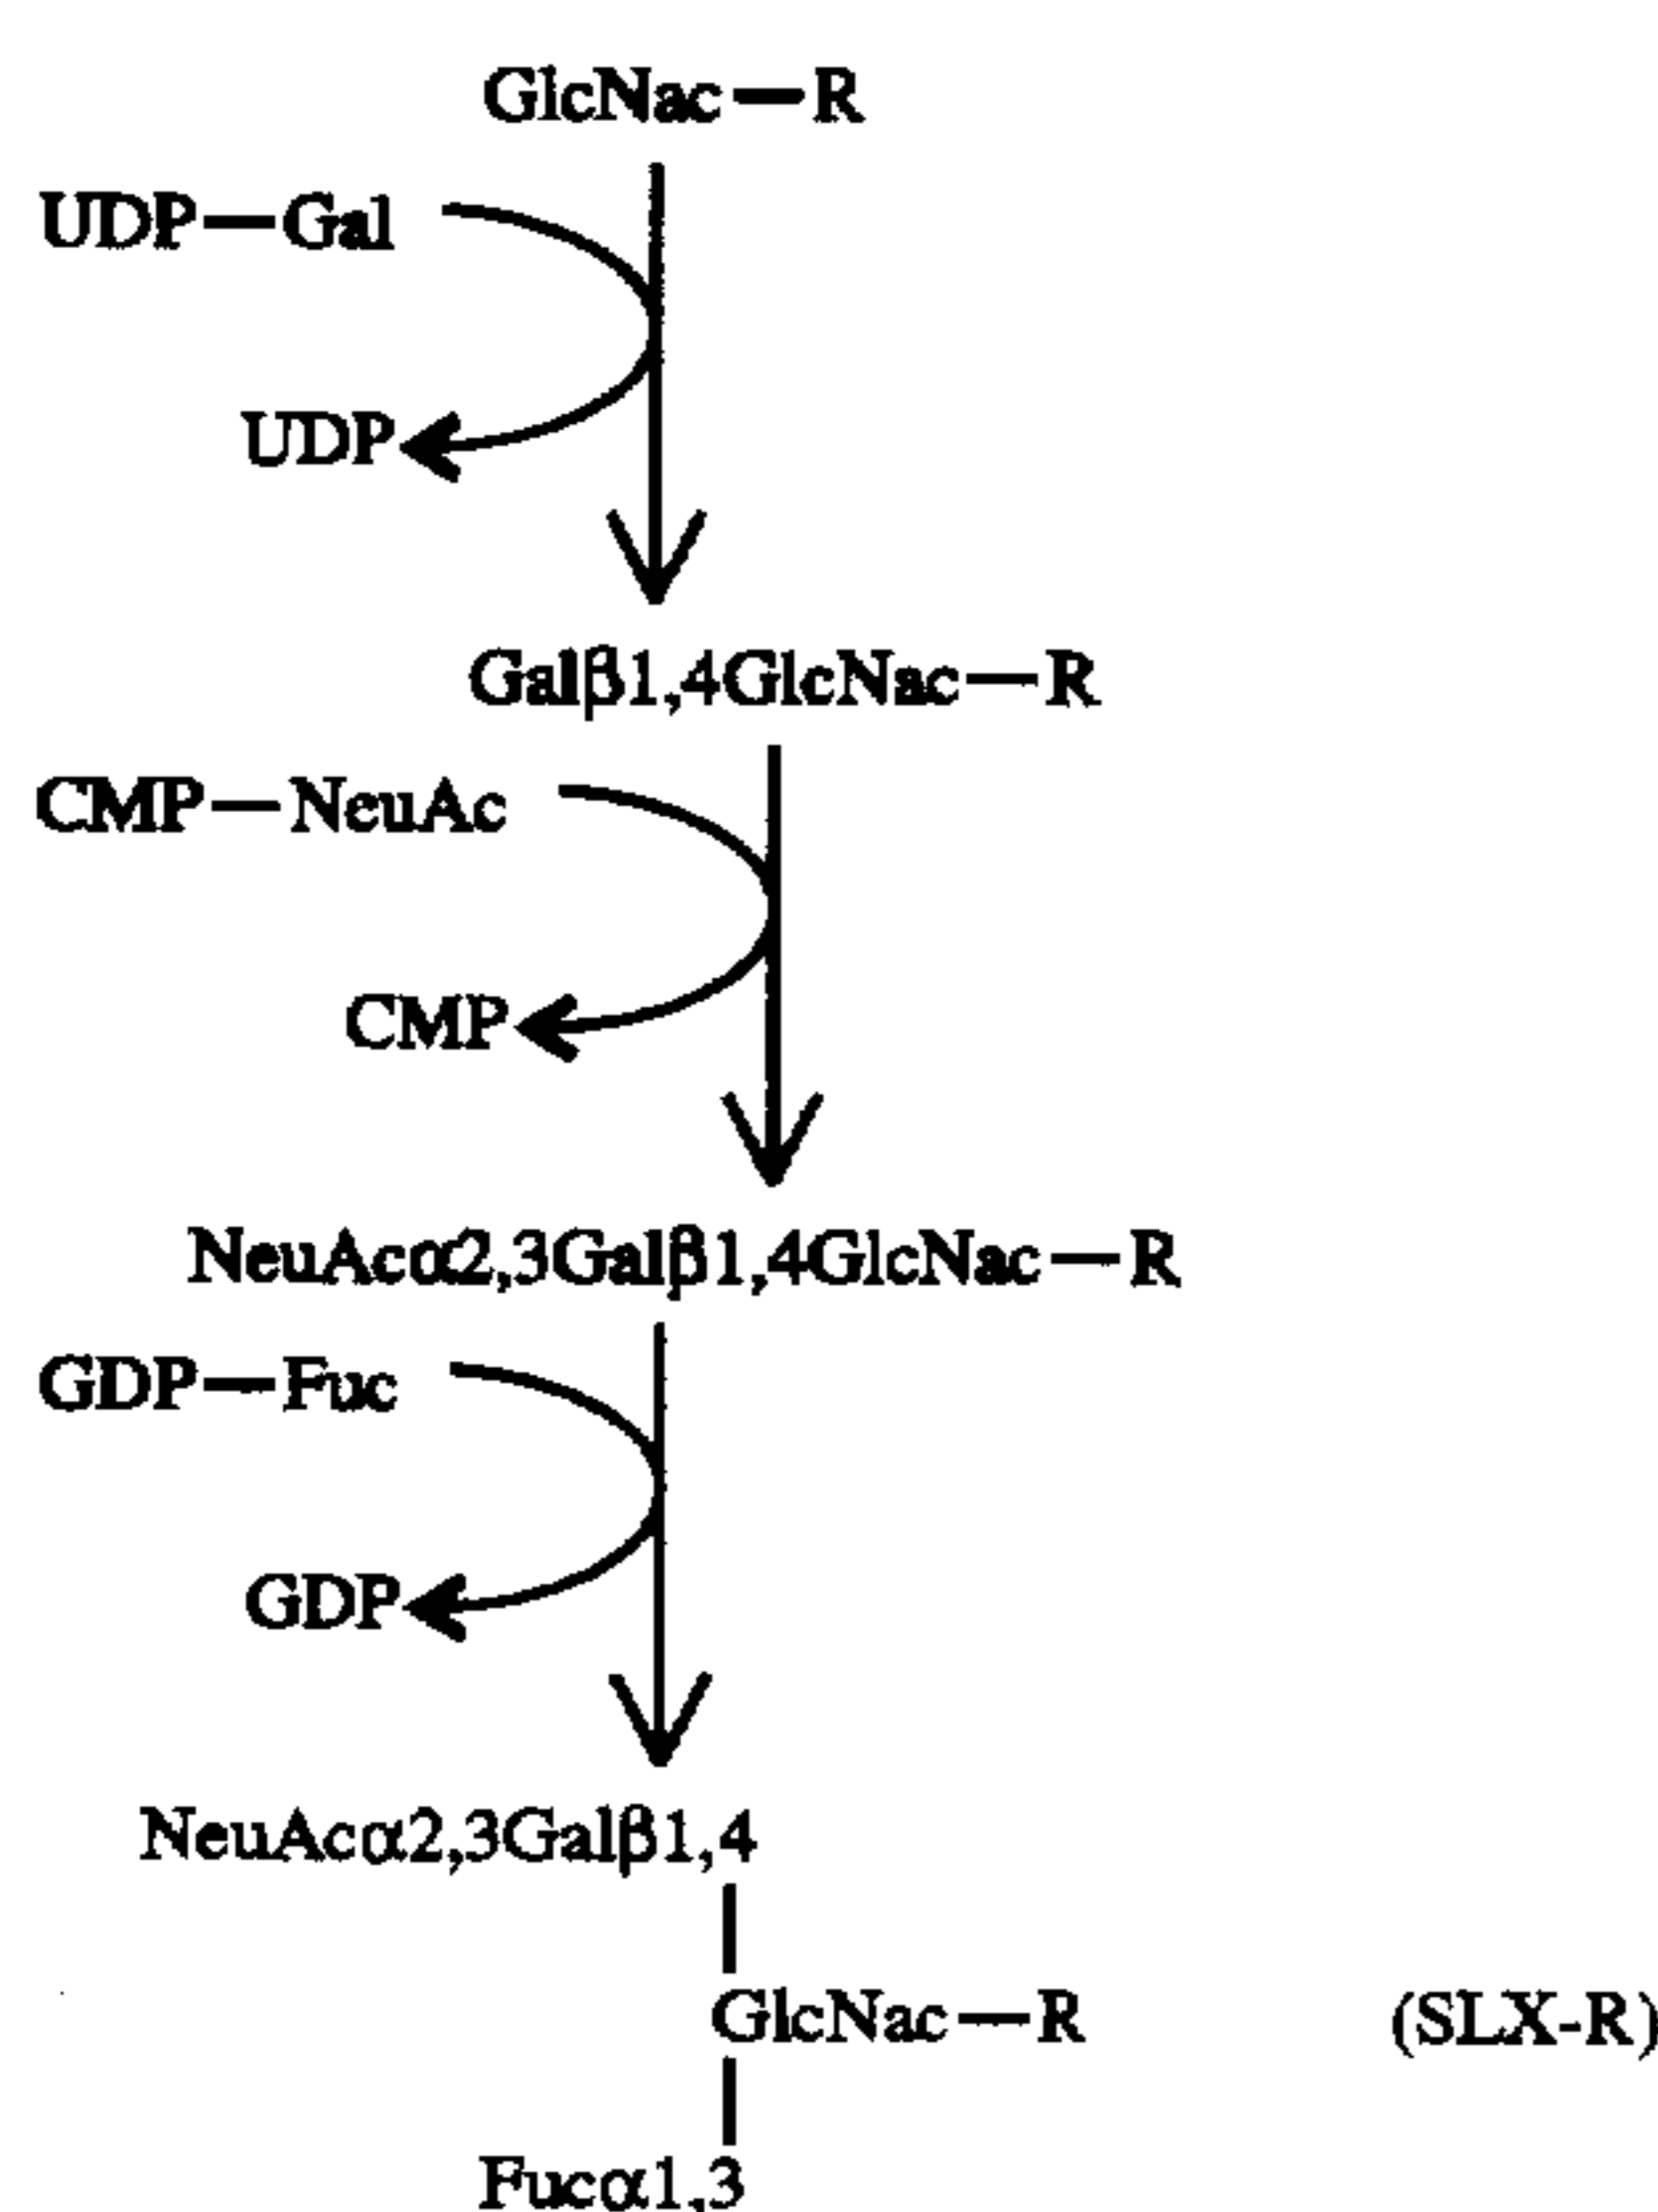 GlcNac—R
UDP—Gal
UDP
Galβ1,4GlcNac—R
CMP—NeuAc
CMP
NeuAcα2,3Galβ1,4GlcNac—R
GDP—Fuc
GDP
NeuAcα2,3Galβ1,4
GlcNac—R (SLX-R)
Fucα1,3